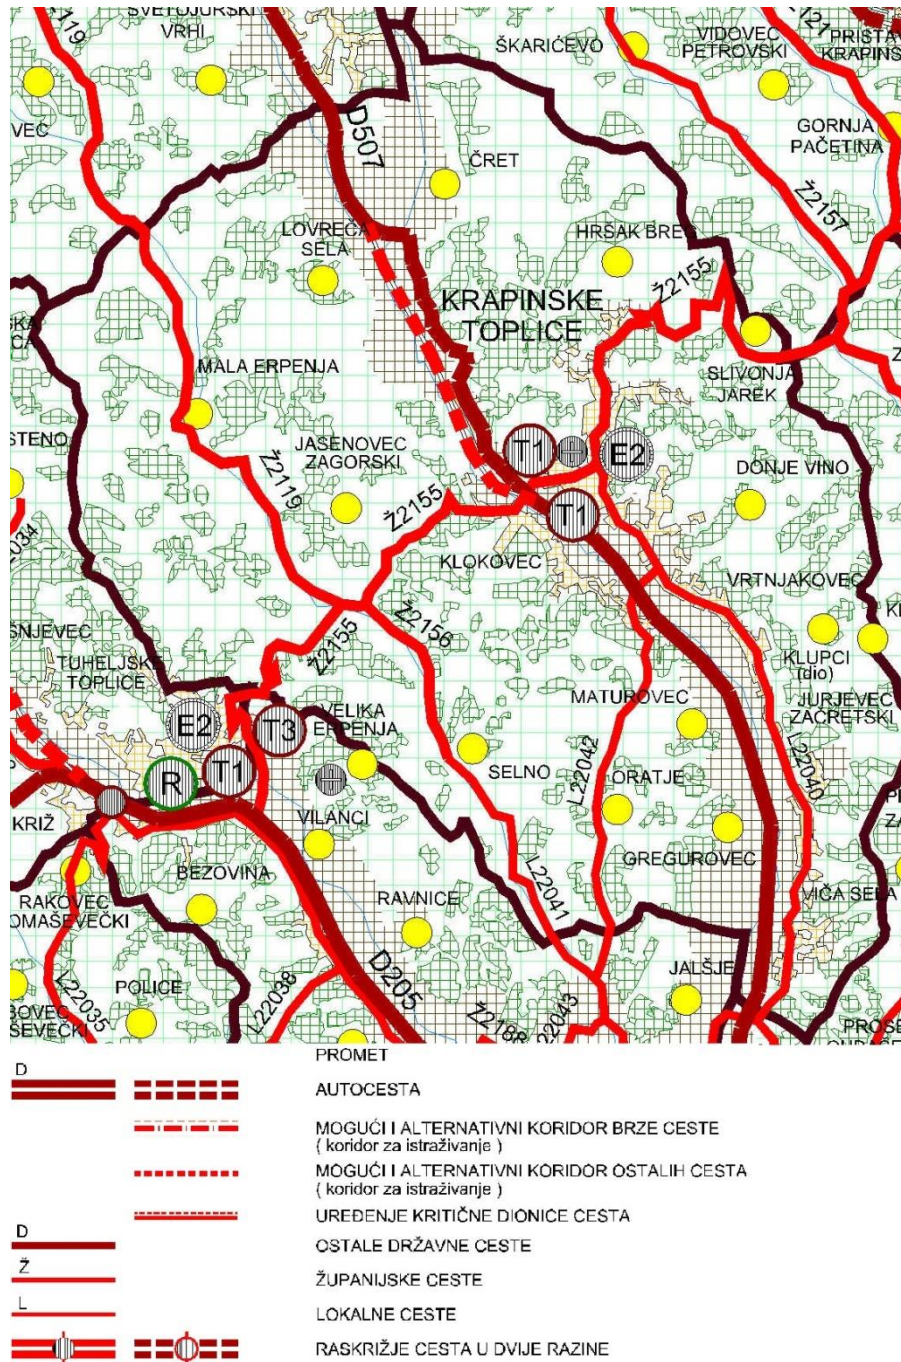 SVETOJURSKI
VRHI
Ž2119
ŠKARIĆEVO
VIDOVEC
PETROVSKI
D507
ČRET
GORNJA
PAČETINA
Ž2157
LOVREČA
SELA
HRŠAK BREG
Ž2155
KRAPINSKE
TOPLICE
SLIVONJA
JAREK
MALA ERPENJA
JASENOVEC
ZAGORSKI
Ž2119
Ž2155
T1
E2
T1
DONJE VINO
KLOKOVEC
VRTNJAKOVEC
KLUPCI
(dio)
Ž2156
Ž2155
TUHELJSKE
TOPLICE
MATUROVEC
JURJEVEC
ZAČRETSKI
E2
T3
VELIKA
ERPENJA
T1
R
SELNO
L22042
ORATJE
L22040
KRIŽ
VILANCI
GREGUROVEC
BEZOVINA
L22041
RAKOVEC
RAVNICE
VIČA SELA
D205
JALŠJE
L22035
POLICE
L22038
Ž2188
L22043
PROMET
D
AUTOCESTA
MOGUĆI I ALTERNATIVNI KORIDOR BRZE CESTE
( koridor za istraživanje )
MOGUĆI I ALTERNATIVNI KORIDOR OSTALIH CESTA
( koridor za istraživanje )
UREĐENJE KRITIČNE DIONICE CESTA
D
OSTALE DRŽAVNE CESTE
Ž
ŽUPANIJSKE CESTE
L
LOKALNE CESTE
RASKRIŽJE CESTA U DVIJE RAZINE